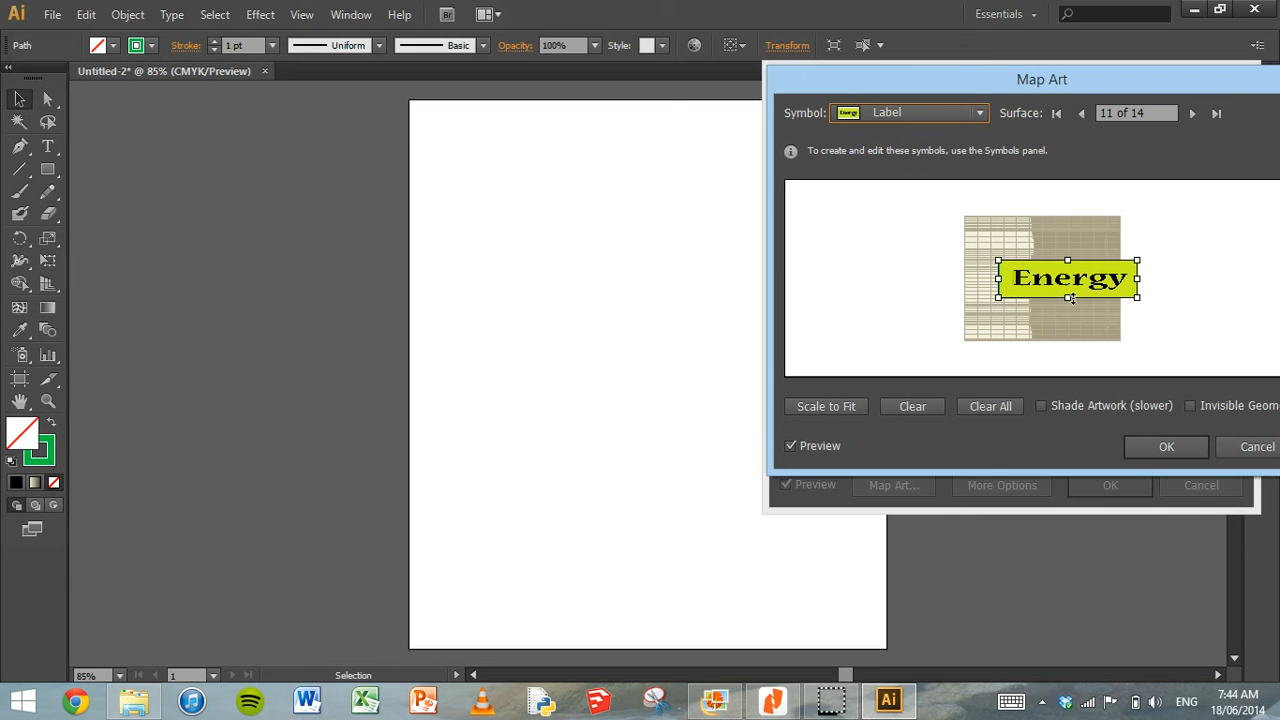 Ai File Edit Object Type Select Effect View Window Help Br Essentials
Path Stroke: 1 pt Uniform Basic Opacity: 100% Style: Transform
Untitled-2* @ 85% (CMYK/Preview) ×
Map Art
Symbol: Energy Label Surface: 11 of 14
To create and edit these symbols, use the Symbols panel.
Energy
Scale to Fit Clear Clear All Shade Artwork (slower) Invisible Geom
Preview OK Cancel
Preview Map Art... More Options OK Cancel
85% 1 Selection
Ai ENG 7:44 AM
18/06/2014